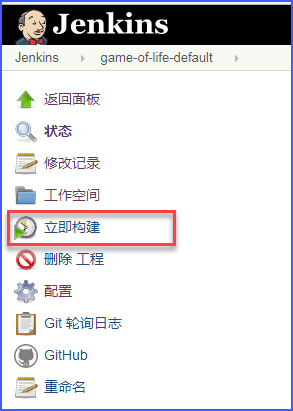 Jenkins
Jenkins game-of-life-default
返回面板
状态
修改记录
工作空间
立即构建
删除 工程
配置
Git 轮询日志
GitHub
重命名